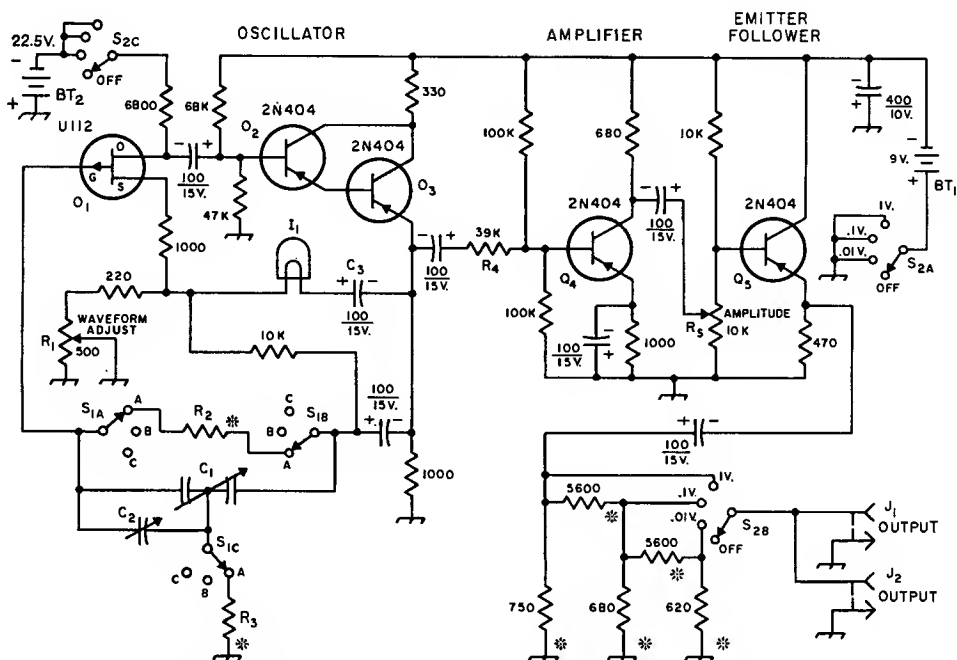 OSCILLATOR
AMPLIFIER
EMITTER
FOLLOWER
22.5V.
S2C
OFF
BT2
6800
68K
330
2N404
O2
2N404
O3
U112
O
G
S
O1
100
15V.
47K
1000
220
WAVEFORM
ADJUST
R1
500
I1
C3
100
15V.
10K
100
15V.
39K
R4
100K
100K
680
2N404
Q4
100
15V.
100
15V.
1000
10K
2N404
Q5
AMPLITUDE
R5
10K
470
400
10V.
9V.
BT1
1V.
.1V.
.01V.
OFF
S2A
S1A
A
B
C
R2
※
C
B
A
S1B
100
15V.
1000
C1
C2
S1C
C
B
A
R3
※
100
15V.
1V.
.1V.
.01V.
OFF
S2B
5600
※
5600
※
750
※
680
※
620
※
J1
OUTPUT
J2
OUTPUT